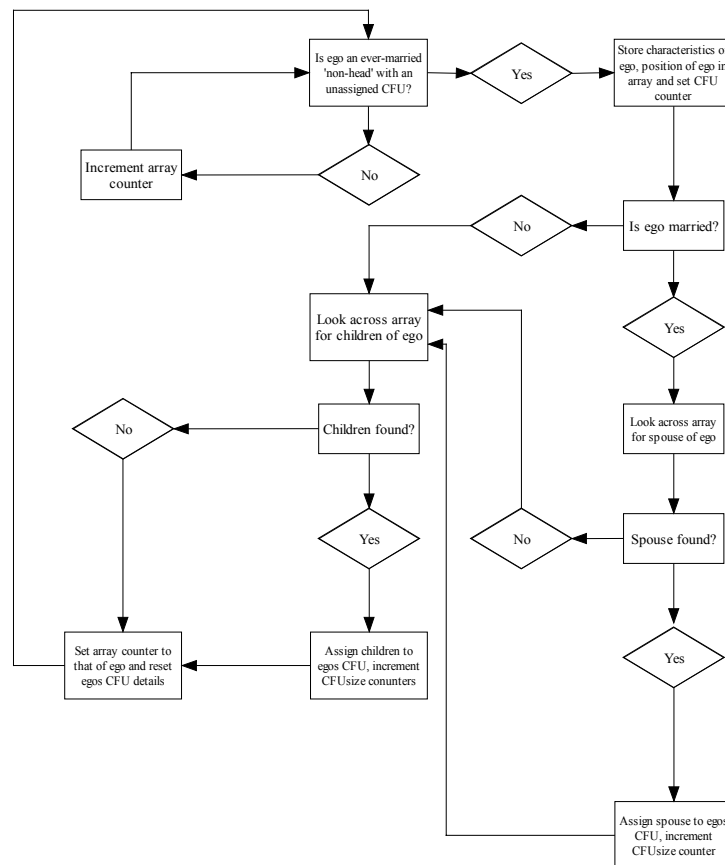 Is ego an ever-married
'non-head' with an
unassigned CFU?
Yes
Store characteristics o
ego, position of ego in
array and set CFU
counter
Increment array
counter
No
No
Is ego married?
Look across array
for children of ego
Yes
No
Children found?
Look across array
for spouse of ego
Yes
No
Spouse found?
Set array counter to
that of ego and reset
egos CFU details
Assign children to
egos CFU, increment
CFUsize conunters
Yes
Assign spouse to egos
CFU, increment
CFUsize counter